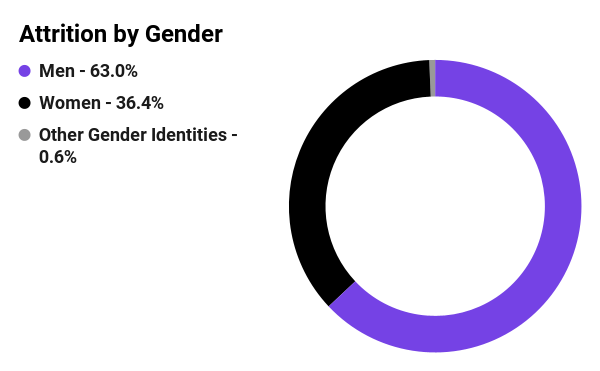 Attrition by Gender
Men - 63.0%
Women - 36.4%
Other Gender Identities -
0.6%